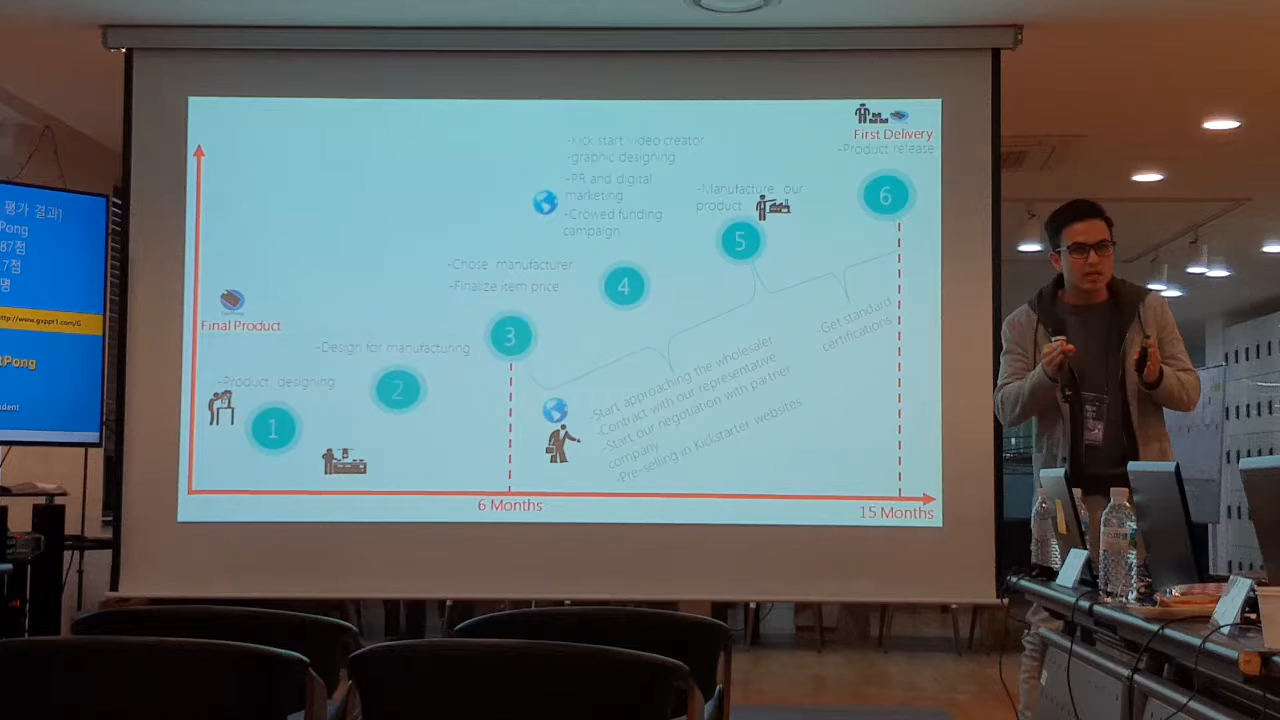 평가 결과]
Pong
87점
.7점
명
http://www.gxppt1.com/G
tPong
dent
-Kick start video creator
-graphic designing
-PR and digital
marketing
-Crowed funding
campaign
First Delivery
-Product release
-Manufacture our
product
6
5
-Chose manufacturer
-Finalize item price
4
Final Product
3
-Design for manufacturing
-Product designing
2
1
-Get standard
certifications
-Start approaching the wholesaler
-Contract with our representative
-Start our negotiation with partner
company
-Pre-selling in Kickstarter websites
6 Months
15 Months